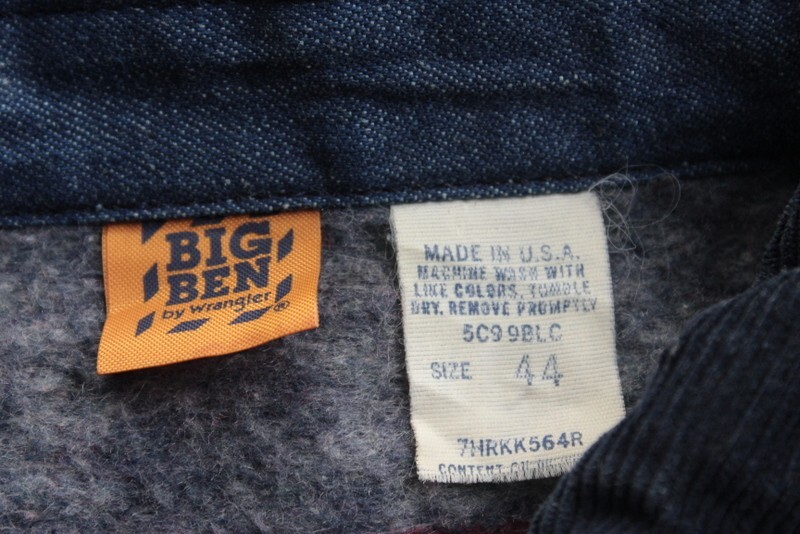 BIG
BEN
by Wrangler®
MADE IN U.S.A.
MACHINE WASH WITH
LIKE COLORS, TUMBLE
DRY. REMOVE PROMPTLY
5C99BLC
SIZE 44
7HRKK564R
CONTENT